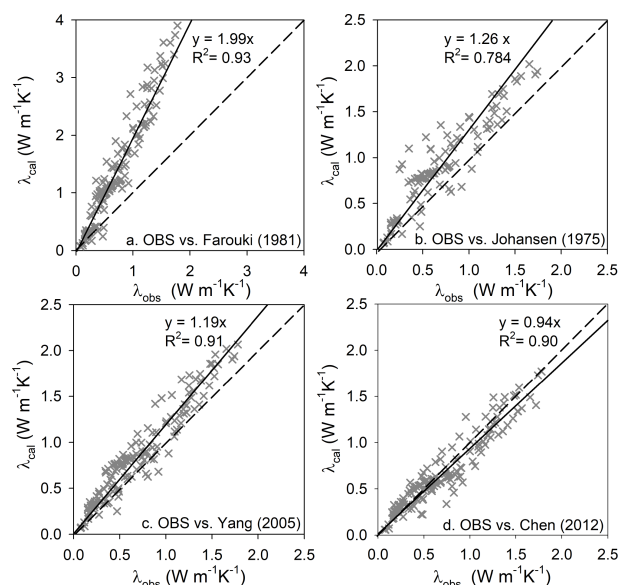 4
3
2
1
0
λcal (W m⁻¹K⁻¹)
y = 1.99x
R² = 0.93
a. OBS vs. Farouki (1981)
0 1 2 3 4
λobs (W m⁻¹K⁻¹)
2.5
2.0
1.5
1.0
0.5
0.0
λcal (W m⁻¹K⁻¹)
y = 1.26 x
R² = 0.784
b. OBS vs. Johansen (1975)
0.0 0.5 1.0 1.5 2.0 2.5
λobs (W m⁻¹K⁻¹)
2.5
2.0
1.5
1.0
0.5
0.0
λcal (W m⁻¹K⁻¹)
y = 1.19x
R² = 0.91
c. OBS vs. Yang (2005)
0.0 0.5 1.0 1.5 2.0 2.5
λobs (W m⁻¹K⁻¹)
2.5
2.0
1.5
1.0
0.5
0.0
λcal (W m⁻¹K⁻¹)
y = 0.94x
R² = 0.90
d. OBS vs. Chen (2012)
0.0 0.5 1.0 1.5 2.0 2.5
λobs (W m⁻¹K⁻¹)